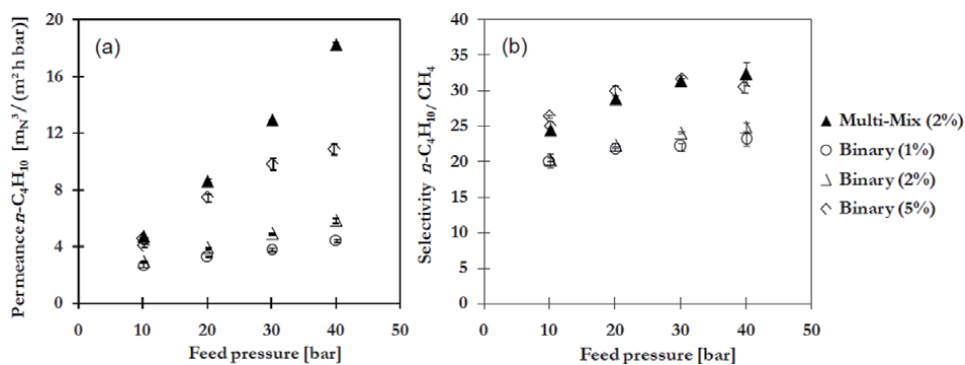 (a)
Permeance n-C₄H₁₀ [m_N³/(m² h bar)]
20
16
12
8
4
0
0 10 20 30 40 50
Feed pressure [bar]
(b)
Selectivity n-C₄H₁₀/CH₄
40
35
30
25
20
15
10
5
0
0 10 20 30 40 50
Feed pressure [bar]
Multi-Mix (2%)
Binary (1%)
Binary (2%)
Binary (5%)